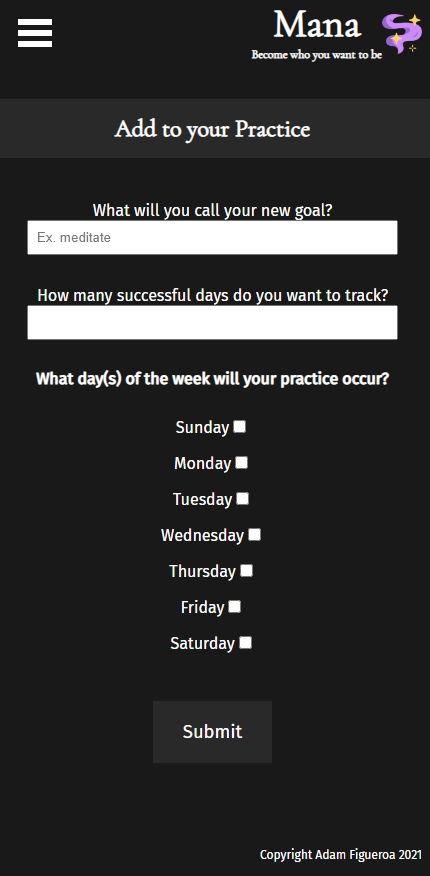 Mana
Become who you want to be
Add to your Practice
What will you call your new goal?
Ex. meditate
How many successful days do you want to track?
What day(s) of the week will your practice occur?
Sunday
Monday
Tuesday
Wednesday
Thursday
Friday
Saturday
Submit
Copyright Adam Figueroa 2021